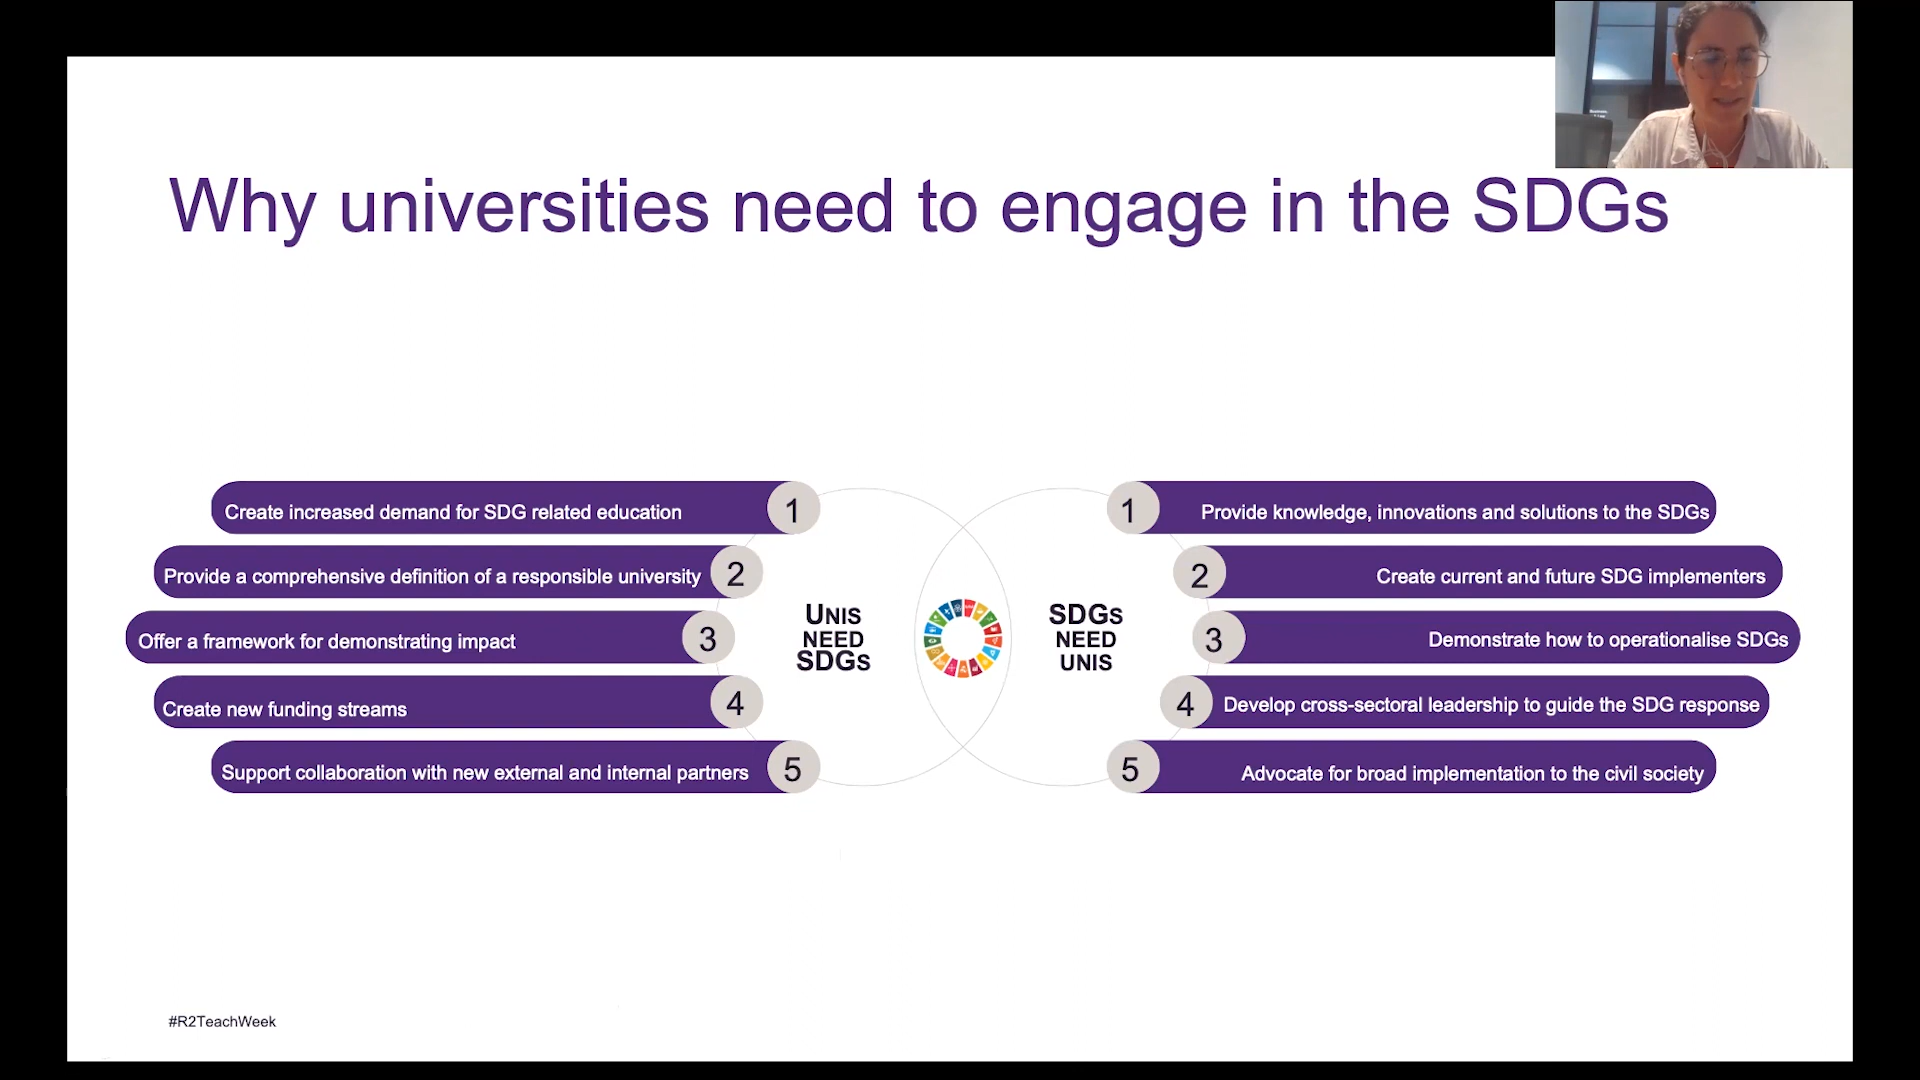 Why universities need to engage in the SDGs
Create increased demand for SDG related education
1
Provide a comprehensive definition of a responsible university
2
Offer a framework for demonstrating impact
3
Create new funding streams
4
Support collaboration with new external and internal partners
5
UNIS
NEED
SDGs
SDGs
NEED
UNIS
1
Provide knowledge, innovations and solutions to the SDGs
2
Create current and future SDG implementers
3
Demonstrate how to operationalise SDGs
4
Develop cross-sectoral leadership to guide the SDG response
5
Advocate for broad implementation to the civil society
#R2TeachWeek